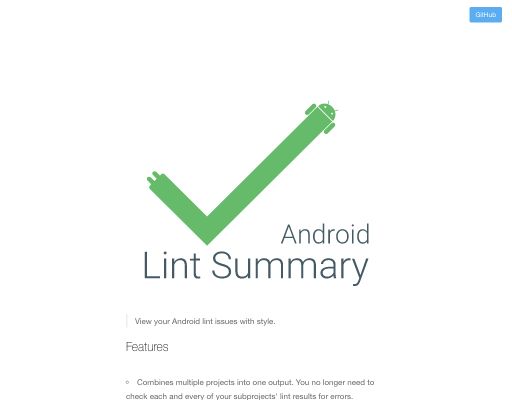 GitHub
Android
Lint Summary
View your Android lint issues with style.
Features
Combines multiple projects into one output. You no longer need to
check each and every of your subprojects' lint results for errors.